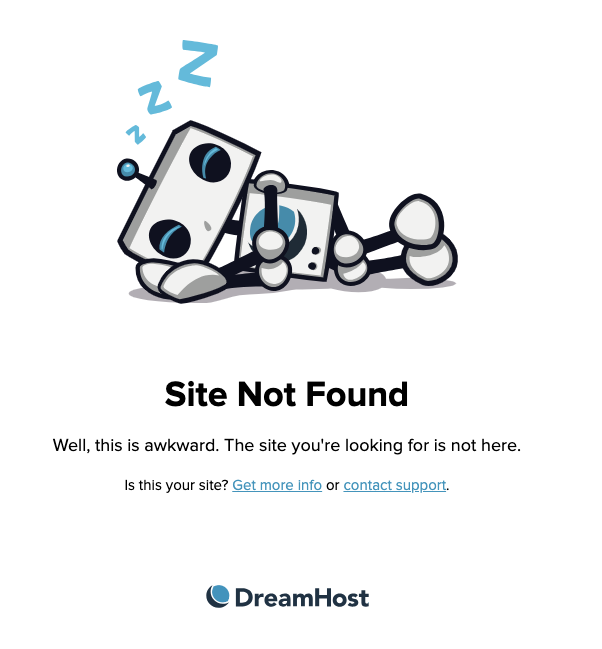 z
Z
Z
Site Not Found
Well, this is awkward. The site you're looking for is not here.
Is this your site? Get more info or contact support.
DreamHost